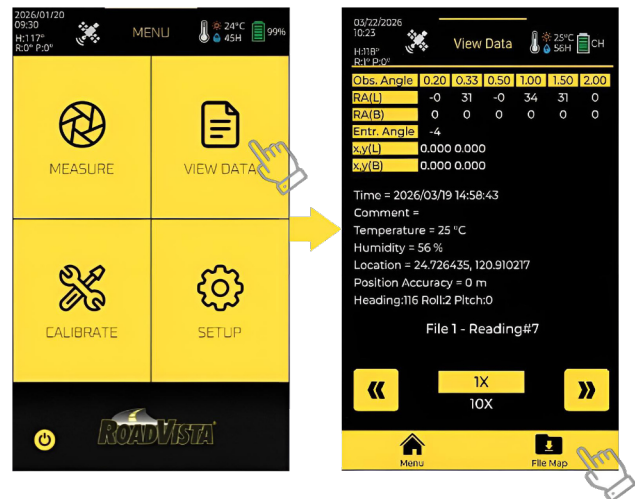 2026/01/20
09:30
H:117°
R:0° P:0°
MENU
24°C
45H
99%
MEASURE
VIEW DATA
CALIBRATE
SETUP
ROADVISTA
03/22/2026
10:23
H:118°
R:1° P:0°
View Data
25°C
56H
CH
Obs. Angle 0.20 0.33 0.50 1.00 1.50 2.00
RA(L) -0 31 -0 34 31 0
RA(B) 0 0 0 0 0 0
Entr. Angle -4
x,y(L) 0.000 0.000
x,y(B) 0.000 0.000
Time = 2026/03/19 14:58:43
Comment =
Temperature = 25 °C
Humidity = 56 %
Location = 24.726435, 120.910217
Position Accuracy = 0 m
Heading:116 Roll:2 Pitch:0
File 1 - Reading#7
1X
10X
Menu
File Map